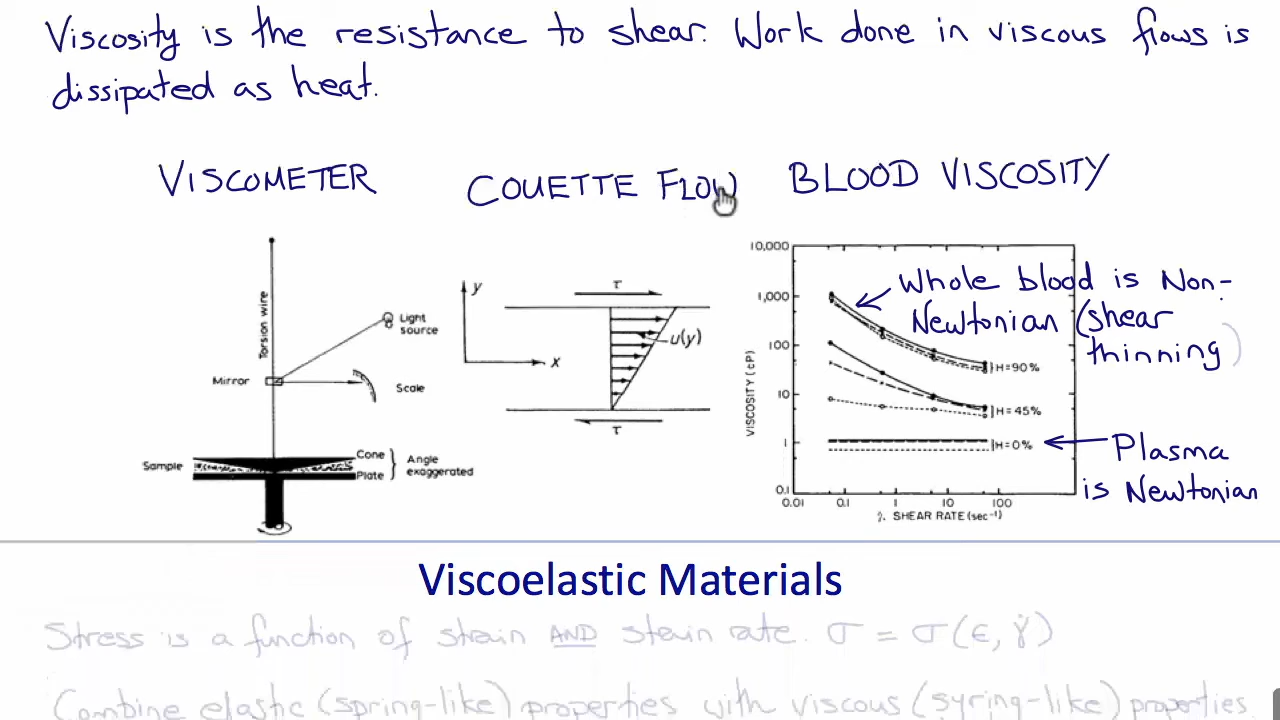 Viscosity is the resistance to shear. Work done in viscous flows is
dissipated as heat.
VISCOMETER
COUETTE FLOW
BLOOD VISCOSITY
Torsion wire
Light
source
Mirror
Scale
Sample
Cone
Plate
Angle
exaggerated
y
x
τ
u(y)
τ
10,000
1,000
100
10
1
0.1
VISCOSITY (cP)
0.01 0.1 1 10 100
γ̇, SHEAR RATE (sec⁻¹)
H=90%
H=45%
H=0%
Whole blood is Non-
Newtonian (shear
thinning)
Plasma
is Newtonian
Viscoelastic Materials
Stress is a function of strain AND stain rate. σ = σ(ϵ, γ̇)
Combine elastic (spring-like) properties with viscous (syring-like) properties.